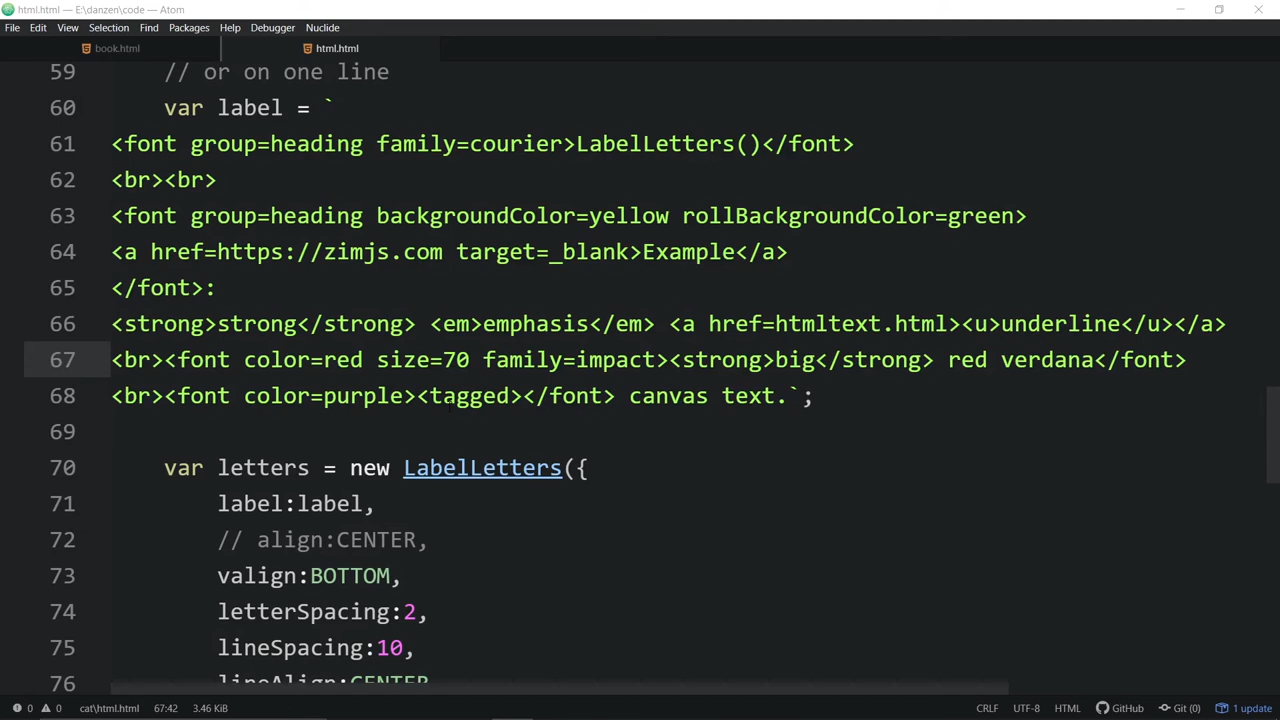 html.html — E:\danzen\code — Atom
File Edit View Selection Find Packages Help Debugger Nuclide
book.html html.html
59 // or on one line
60 var label = `
61 <font group=heading family=courier>LabelLetters()</font>
62 <br><br>
63 <font group=heading backgroundColor=yellow rollBackgroundColor=green>
64 <a href=https://zimjs.com target=_blank>Example</a>
65 </font>:
66 <strong>strong</strong> <em>emphasis</em> <a href=htmltext.html><u>underline</u></a>
67 <br><font color=red size=70 family=impact><strong>big</strong> red verdana</font>
68 <br><font color=purple><tagged></font> canvas text.`;
69
70 var letters = new LabelLetters({
71 label:label,
72 // align:CENTER,
73 valign:BOTTOM,
74 letterSpacing:2,
75 lineSpacing:10,
76 lineAlign:CENTER
0 0 cat\html.html 67:42 3.46 KiB CRLF UTF-8 HTML GitHub Git (0) 1 update